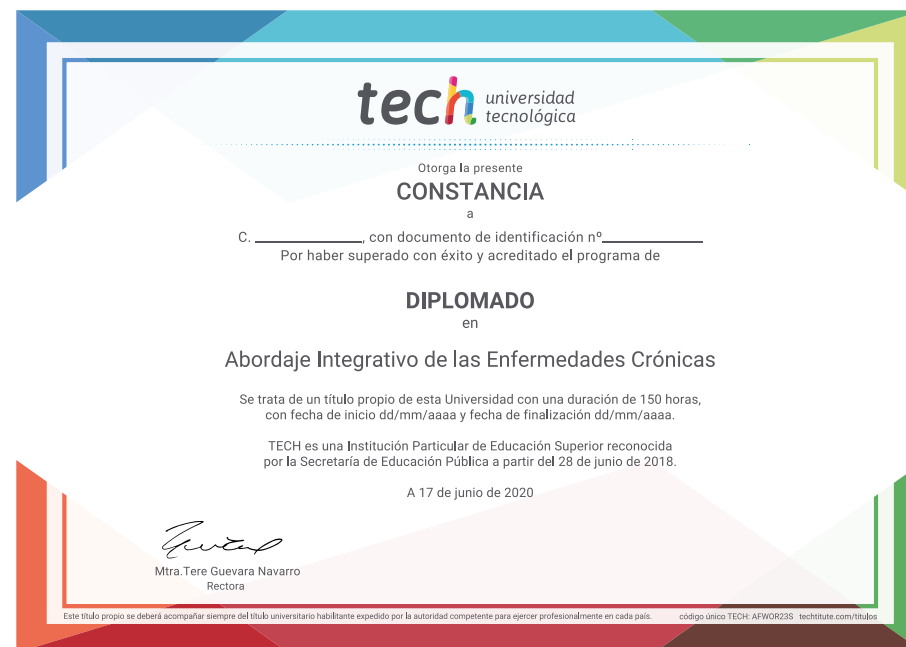 tech universidad
tecnológica
Otorga la presente
CONSTANCIA
a
C. ____________, con documento de identificación nº____________
Por haber superado con éxito y acreditado el programa de
DIPLOMADO
en
Abordaje Integrativo de las Enfermedades Crónicas
Se trata de un título propio de esta Universidad con una duración de 150 horas,
con fecha de inicio dd/mm/aaaa y fecha de finalización dd/mm/aaaa.
TECH es una Institución Particular de Educación Superior reconocida
por la Secretaría de Educación Pública a partir del 28 de junio de 2018.
A 17 de junio de 2020
Mtra.Tere Guevara Navarro
Rectora
Este título propio se deberá acompañar siempre del título universitario habilitante expedido por la autoridad competente para ejercer profesionalmente en cada país. código único TECH: AFWOR23S techtitute.com/titulos